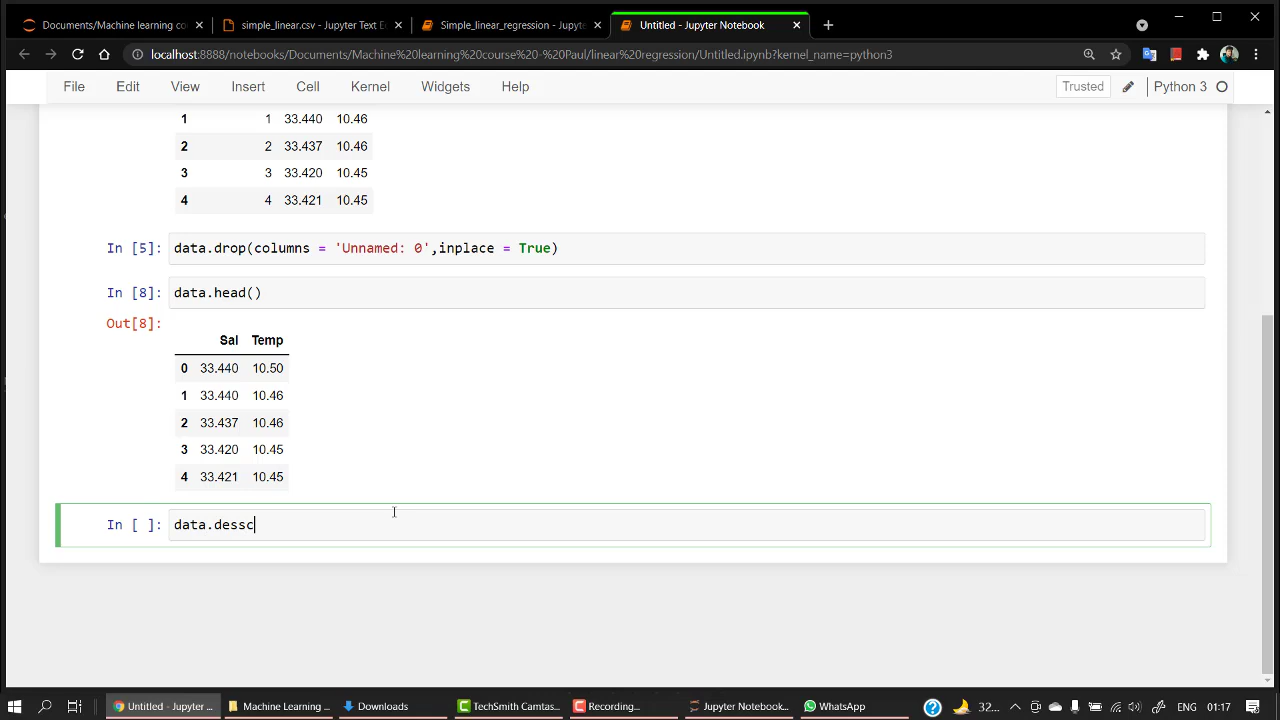 Documents/Machine learning co
simple_linear.csv - Jupyter Text E
Simple_linear_regression - Jupyte
Untitled - Jupyter Notebook
localhost:8888/notebooks/Documents/Machine%20learning%20course%20-%20Paul/linear%20regression/Untitled.ipynb?kernel_name=python3
File Edit View Insert Cell Kernel Widgets Help Trusted Python 3
1 1 33.440 10.46
2 2 33.437 10.46
3 3 33.420 10.45
4 4 33.421 10.45
In [5]: data.drop(columns = 'Unnamed: 0',inplace = True)
In [8]: data.head()
Out[8]:
Sal Temp
0 33.440 10.50
1 33.440 10.46
2 33.437 10.46
3 33.420 10.45
4 33.421 10.45
In [ ]: data.dessc
Untitled - Jupyter ... Machine Learning ... Downloads TechSmith Camtas... Recording... Jupyter Notebook... WhatsApp 32... ENG 01:17